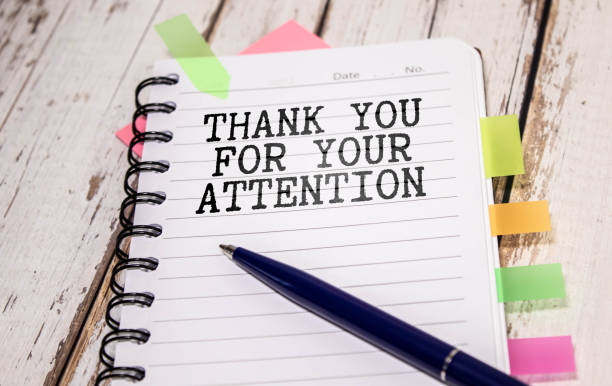 Date No.
THANK YOU
FOR YOUR
ATTENTION